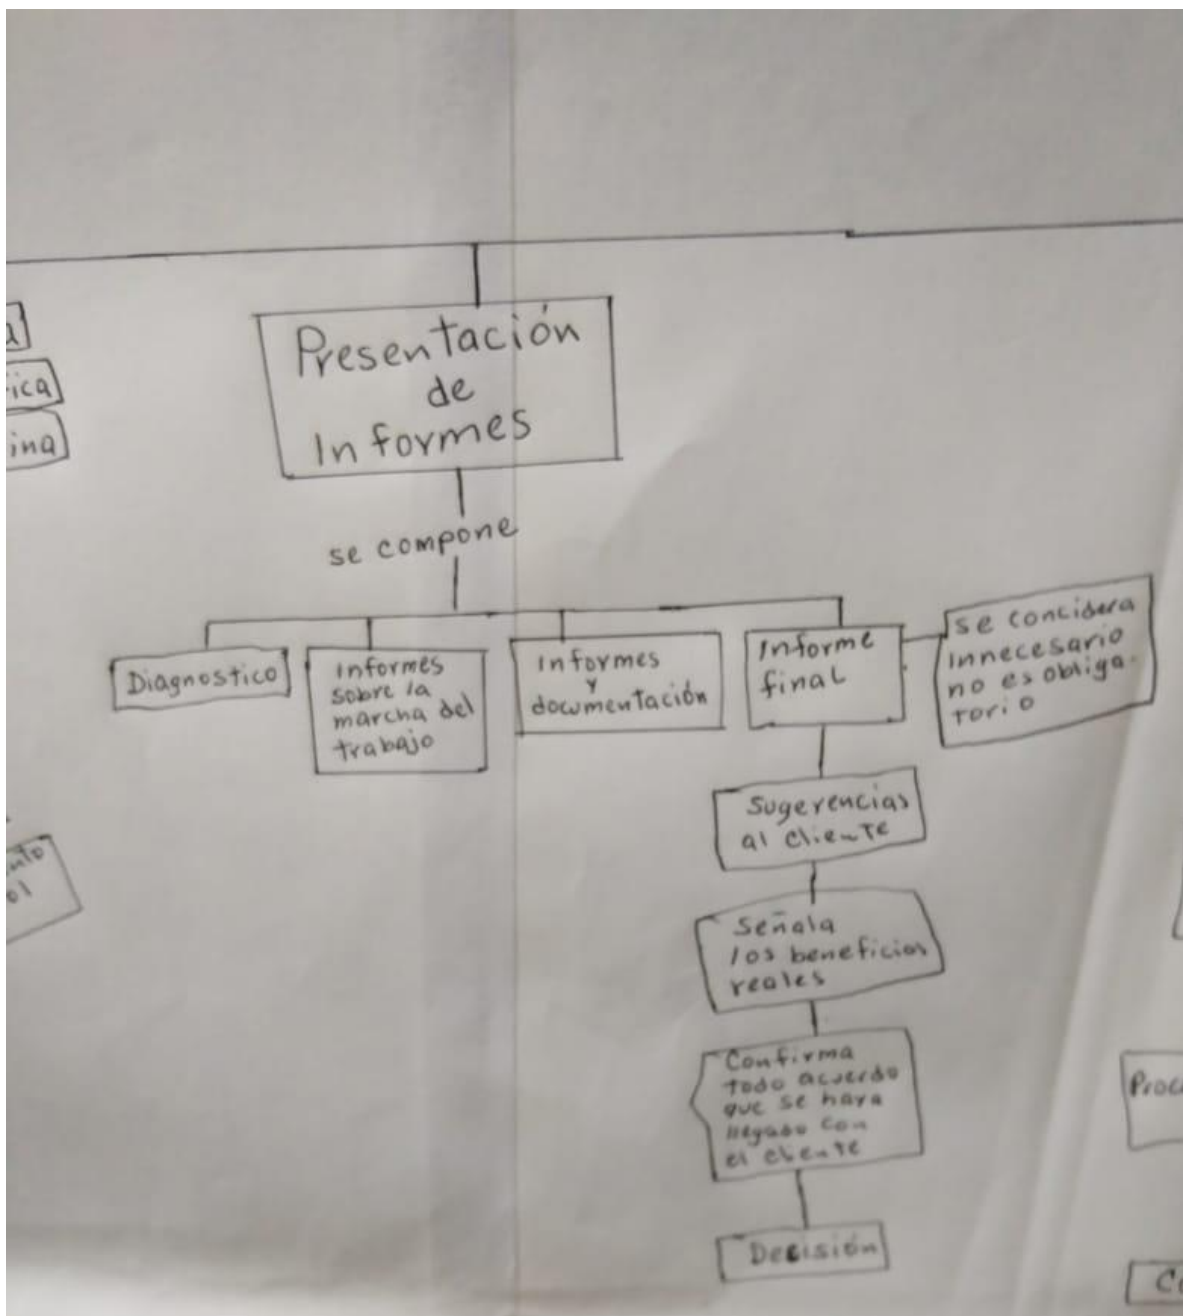 Presentación
de
Informes
se compone
Diagnostico
Informes
sobre la
marcha del
trabajo
Informes
y
documentación
Informe
final
se concidera
innecesario
no es obliga-
torio
Sugerencias
al cliente
Señala
los beneficios
reales
Confirma
todo acuerdo
que se haya
llegado con
el cliente
Decisión